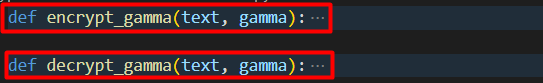 def encrypt_gamma(text, gamma):···
def decrypt_gamma(text, gamma):···